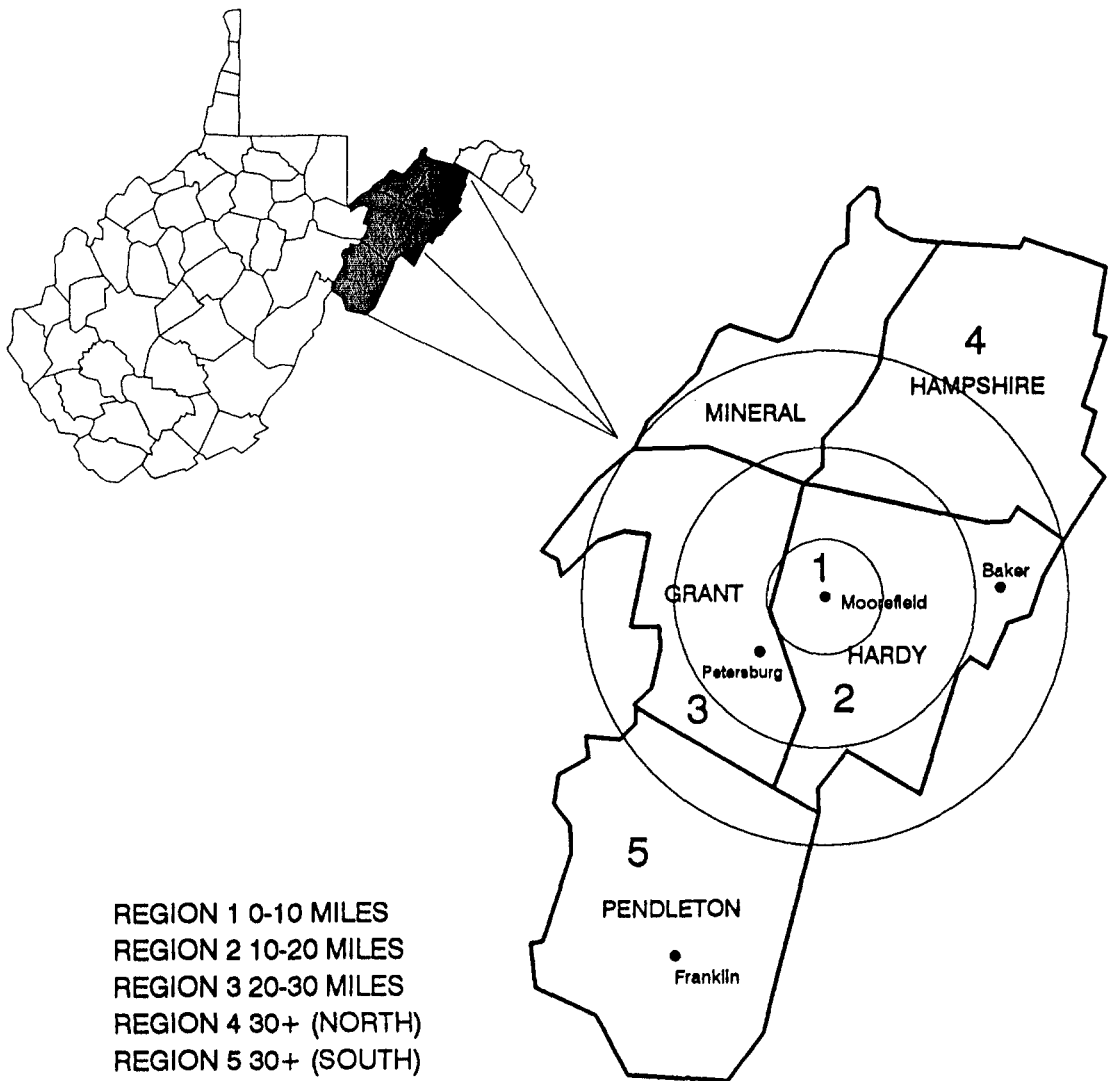 4
HAMPSHIRE
MINERAL
1
Baker
GRANT
Moorefield
HARDY
Petersburg
3
2
5
PENDLETON
Franklin
REGION 1 0-10 MILES
REGION 2 10-20 MILES
REGION 3 20-30 MILES
REGION 4 30+ (NORTH)
REGION 5 30+ (SOUTH)